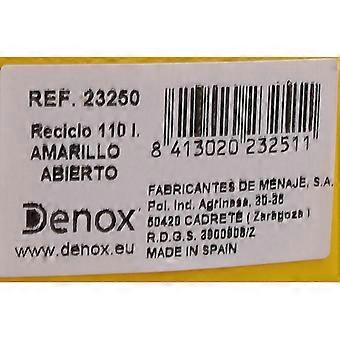 REF. 23250
Reciclo 110 l.
AMARILLO
ABIERTO
8 413020 232511
Denox
www.denox.eu
FABRICANTES DE MENAJE, S.A.
Pol. Ind. Agrinasa, 30-36
50420 CADRETE ( Zaragoza )
R.D.G.S. 3900808/Z
MADE IN SPAIN